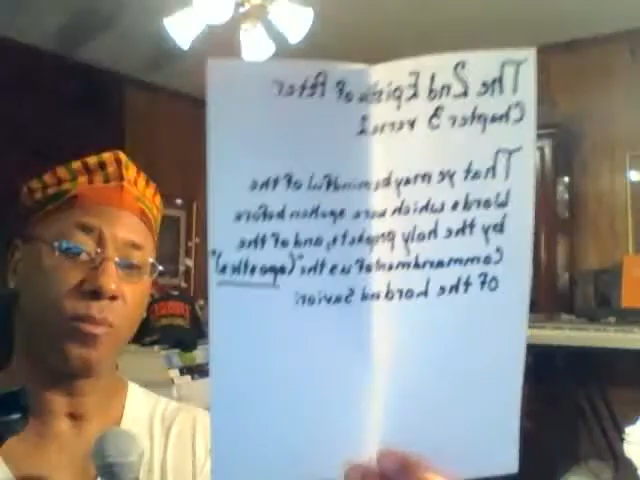 The 2nd Epistle of Peter
Chapter 3 verse 2
That ye may be mindful of the
Words which were spoken before
by the holy prophets, and of the
Commandment of us the "(apostles)"
Of the Lord and Savior: